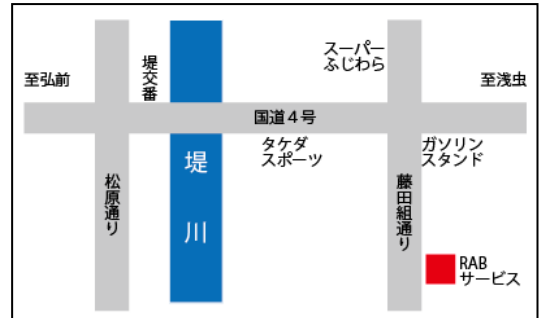 スーパー
ふじわら
至弘前
堤交番
至浅虫
国道４号
タケダ
スポーツ
ガソリン
スタンド
堤川
松原通り
藤田組通り
RAB
サービス